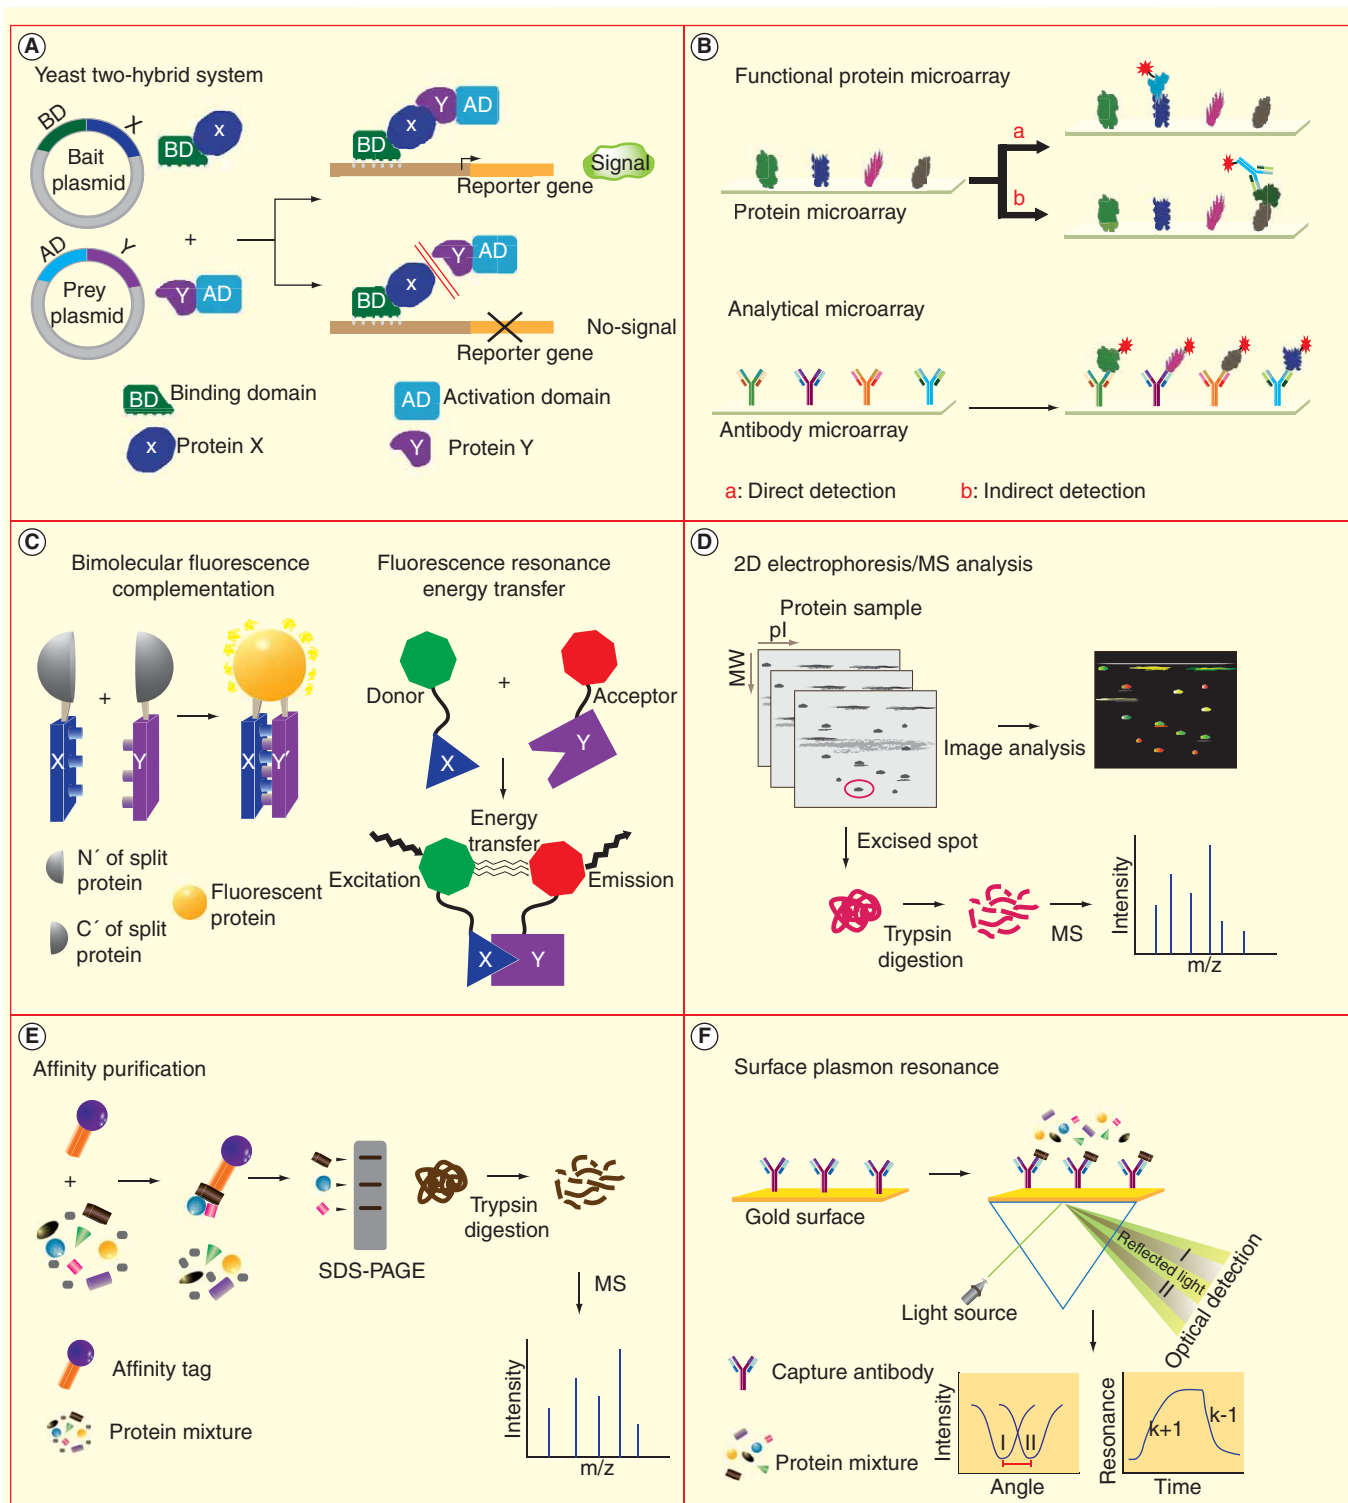 A
Yeast two-hybrid system
BD
X
Bait
plasmid
BD
x
BD
x
Y
AD
Reporter gene
Signal
+
AD
Y
Prey
plasmid
Y
AD
BD
x
Y
AD
Reporter gene
No-signal
BD
Binding domain
AD
Activation domain
x
Protein X
Y
Protein Y
B
Functional protein microarray
Protein microarray
a
b
Analytical microarray
Antibody microarray
a: Direct detection
b: Indirect detection
C
Bimolecular fluorescence
complementation
+
X
Y
X
Y´
N´ of split
protein
C´ of split
protein
Fluorescent
protein
Fluorescence resonance
energy transfer
Donor
+
Acceptor
X
Y
Energy
transfer
Excitation
Emission
X
Y
D
2D electrophoresis/MS analysis
Protein sample
pI
MW
Image analysis
Excised spot
Trypsin
digestion
MS
Intensity
m/z
E
Affinity purification
+
SDS-PAGE
Trypsin
digestion
MS
Intensity
m/z
Affinity tag
Protein mixture
F
Surface plasmon resonance
Gold surface
Light source
I
Reflected light
II
Optical detection
Capture antibody
Protein mixture
Intensity
I
II
Angle
Resonance
k+1
k-1
Time